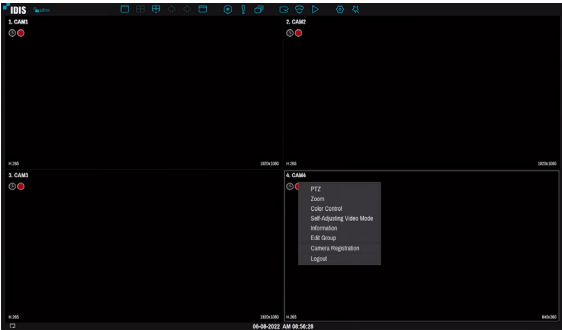 IDIS admin
1. CAM1
2. CAM2
H.265
1920x1080
H.265
1920x1080
3. CAM3
4. CAM4
PTZ
Zoom
Color Control
Self-Adjusting Video Mode
Information
Edit Group
Camera Registration
Logout
H.265
1920x1080
H.265
640x360
06-08-2022 AM 08:56:28